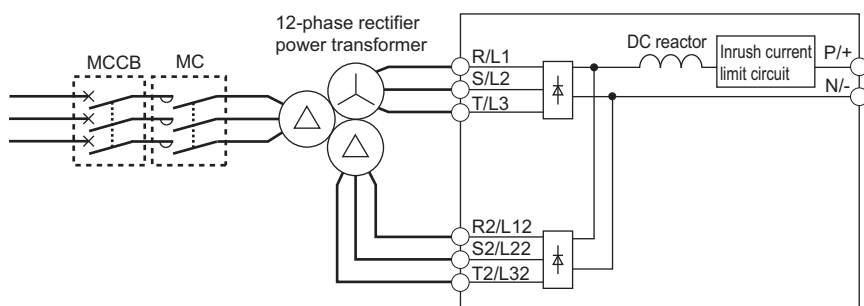 12-phase rectifier
power transformer
MCCB
MC
R/L1
S/L2
T/L3
DC reactor
Inrush current
limit circuit
P/+
N/-
R2/L12
S2/L22
T2/L32